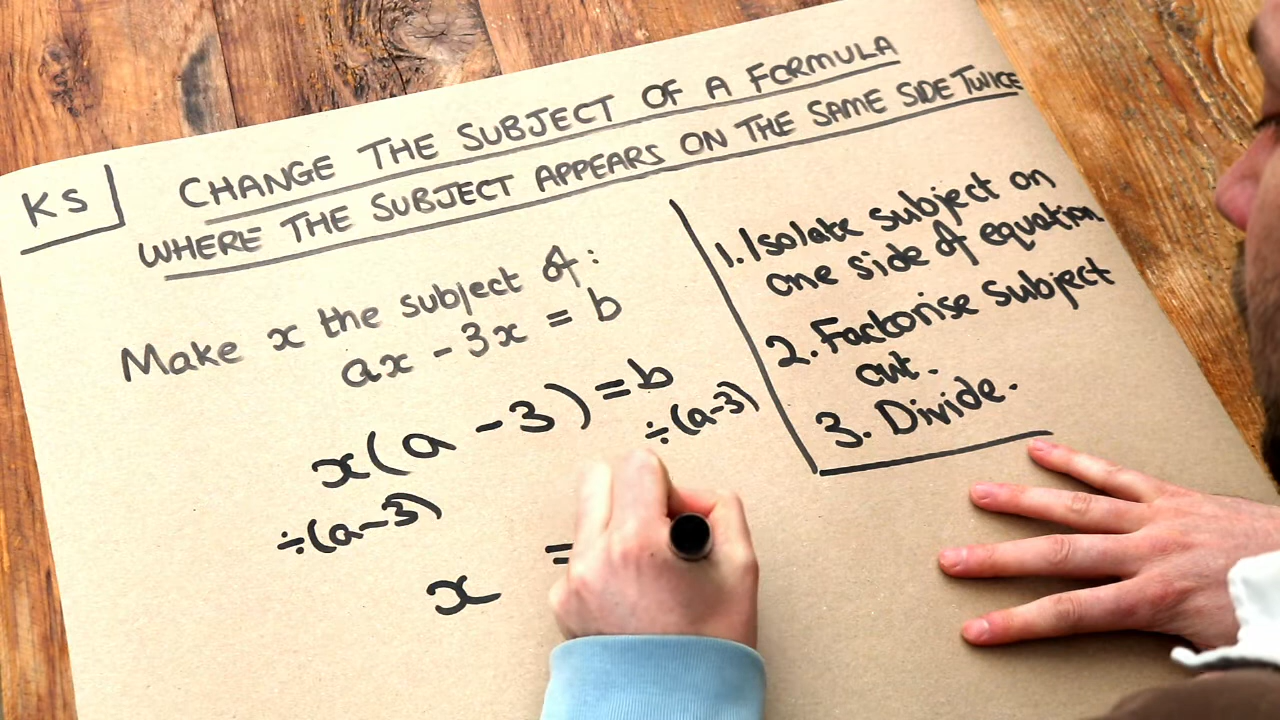 KS
CHANGE THE SUBJECT OF A FORMULA
WHERE THE SUBJECT APPEARS ON THE SAME SIDE TWICE
Make x the subject of:
ax - 3x = b
x(a - 3) = b
÷(a-3) ÷(a-3)
x =
1. Isolate subject on
one side of equation
2. Factorise subject
out.
3. Divide.